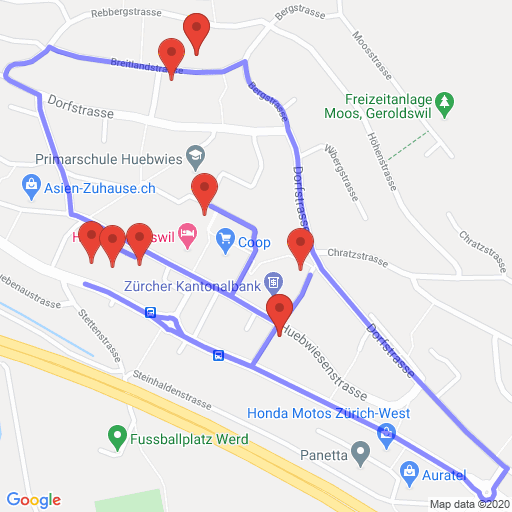 Rebbergstrasse
Bergstrasse
Moosstrasse
Breitlandstrasse
Bergstrasse
Dorfstrasse
Freizeitanlage
Moos, Geroldswil
Höhenstrasse
Primarschule Huebwies
Wibergstrasse
Dorfstrasse
Asien-Zuhause.ch
Chratzstrasse
H
swil
Coop
Chratzstrasse
Zürcher Kantonalbank
Stettenstrasse
Huebwiesenstrasse
Dorfstrasse
Steinhaldenstrasse
Honda Motos Zürich-West
Fussballplatz Werd
Panetta
Auratel
Google
Map data ©2020